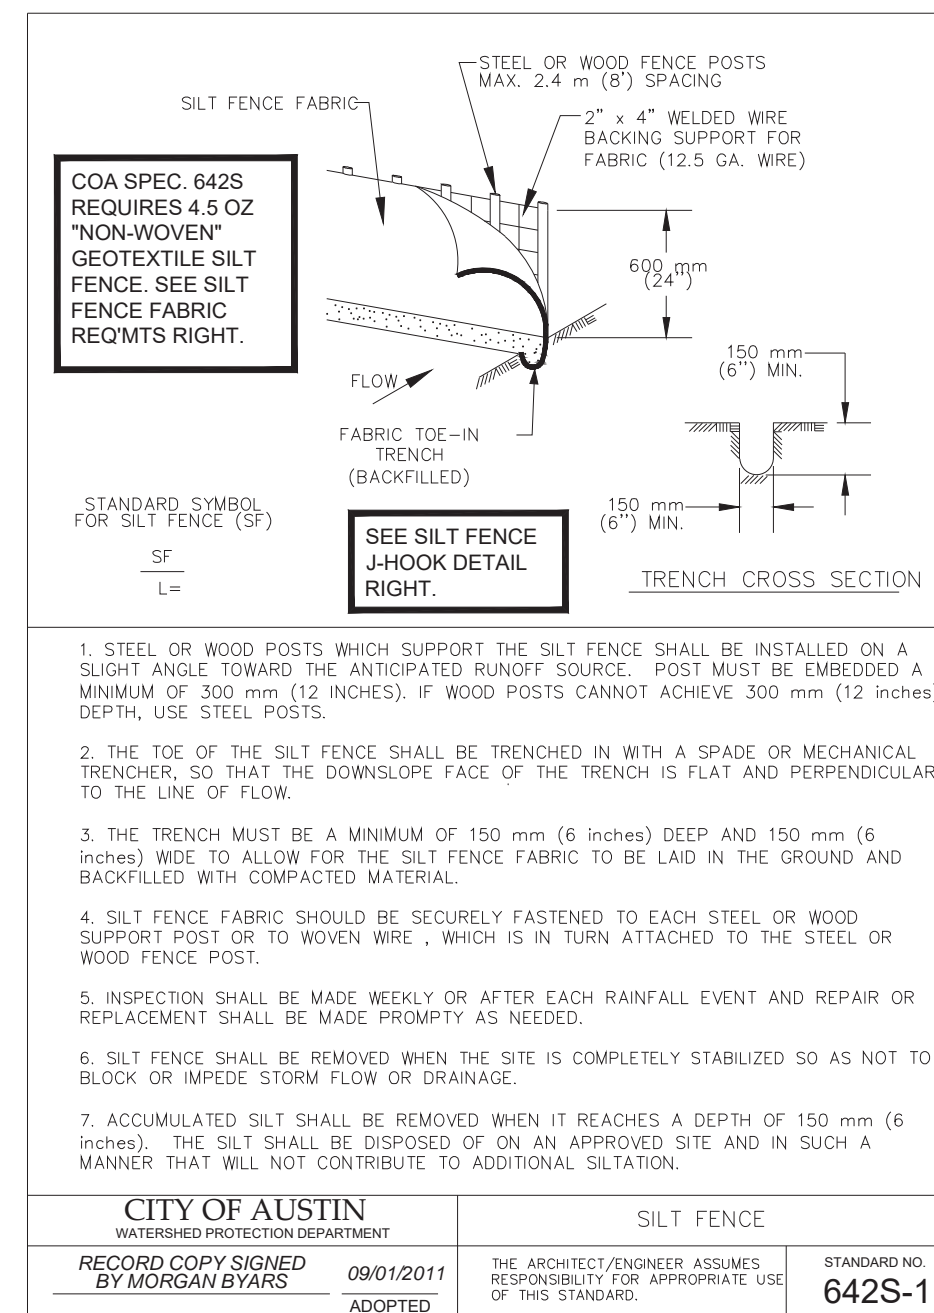 STEEL OR WOOD FENCE POSTS
MAX. 2.4 m (8') SPACING
SILT FENCE FABRIC
2" x 4" WELDED WIRE
BACKING SUPPORT FOR
FABRIC (12.5 GA. WIRE)
COA SPEC. 642S
REQUIRES 4.5 OZ
"NON-WOVEN"
GEOTEXTILE SILT
FENCE. SEE SILT
FENCE FABRIC
REQ'MTS RIGHT.
600 mm
(24")
150 mm
(6") MIN.
FLOW
FABRIC TOE-IN
TRENCH
(BACKFILLED)
STANDARD SYMBOL
FOR SILT FENCE (SF)
SF
L=
SEE SILT FENCE
J-HOOK DETAIL
RIGHT.
150 mm
(6") MIN.
TRENCH CROSS SECTION
1. STEEL OR WOOD POSTS WHICH SUPPORT THE SILT FENCE SHALL BE INSTALLED ON A
SLIGHT ANGLE TOWARD THE ANTICIPATED RUNOFF SOURCE. POST MUST BE EMBEDDED A
MINIMUM OF 300 mm (12 INCHES). IF WOOD POSTS CANNOT ACHIEVE 300 mm (12 inches)
DEPTH, USE STEEL POSTS.
2. THE TOE OF THE SILT FENCE SHALL BE TRENCHED IN WITH A SPADE OR MECHANICAL
TRENCHER, SO THAT THE DOWNSLOPE FACE OF THE TRENCH IS FLAT AND PERPENDICULAR
TO THE LINE OF FLOW.
3. THE TRENCH MUST BE A MINIMUM OF 150 mm (6 inches) DEEP AND 150 mm (6
inches) WIDE TO ALLOW FOR THE SILT FENCE FABRIC TO BE LAID IN THE GROUND AND
BACKFILLED WITH COMPACTED MATERIAL.
4. SILT FENCE FABRIC SHOULD BE SECURELY FASTENED TO EACH STEEL OR WOOD
SUPPORT POST OR TO WOVEN WIRE , WHICH IS IN TURN ATTACHED TO THE STEEL OR
WOOD FENCE POST.
5. INSPECTION SHALL BE MADE WEEKLY OR AFTER EACH RAINFALL EVENT AND REPAIR OR
REPLACEMENT SHALL BE MADE PROMPTY AS NEEDED.
6. SILT FENCE SHALL BE REMOVED WHEN THE SITE IS COMPLETELY STABILIZED SO AS NOT TO
BLOCK OR IMPEDE STORM FLOW OR DRAINAGE.
7. ACCUMULATED SILT SHALL BE REMOVED WHEN IT REACHES A DEPTH OF 150 mm (6
inches). THE SILT SHALL BE DISPOSED OF ON AN APPROVED SITE AND IN SUCH A
MANNER THAT WILL NOT CONTRIBUTE TO ADDITIONAL SILTATION.
CITY OF AUSTIN
WATERSHED PROTECTION DEPARTMENT
SILT FENCE
RECORD COPY SIGNED
BY MORGAN BYARS
09/01/2011
ADOPTED
THE ARCHITECT/ENGINEER ASSUMES
RESPONSIBILITY FOR APPROPRIATE USE
OF THIS STANDARD.
STANDARD NO.
642S-1